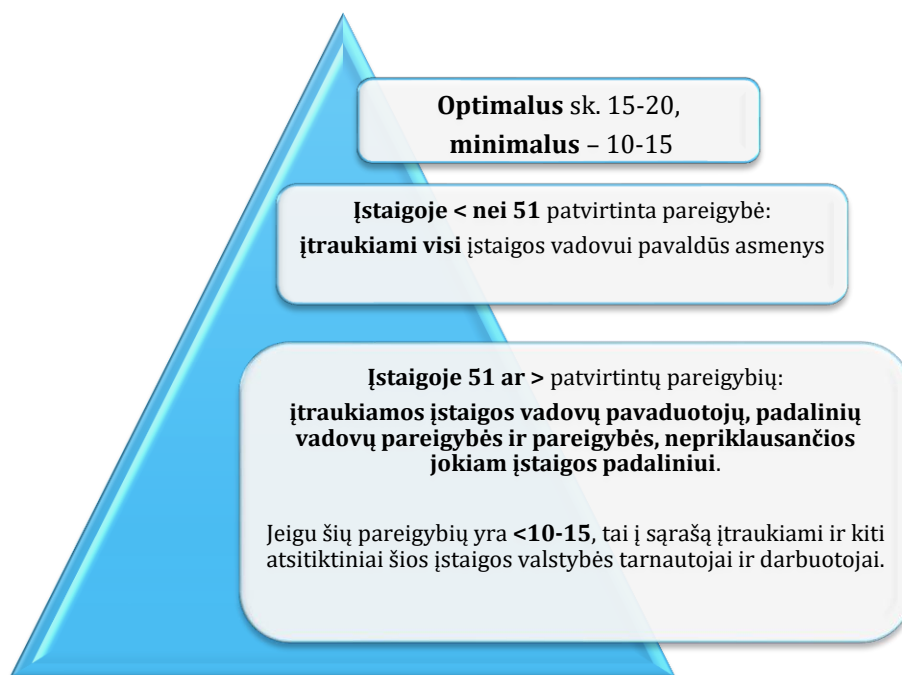 Optimalus sk. 15-20,
minimalus – 10-15
Įstaigoje < nei 51 patvirtinta pareigybė:
įtraukiami visi įstaigos vadovui pavaldūs asmenys
Įstaigoje 51 ar > patvirtintų pareigybių:
įtraukiamos įstaigos vadovų pavaduotojų, padalinių
vadovų pareigybės ir pareigybės, nepriklausančios
jokiam įstaigos padaliniui.
Jeigu šių pareigybių yra <10-15, tai į sąrašą įtraukiami ir kiti
atsitiktiniai šios įstaigos valstybės tarnautojai ir darbuotojai.